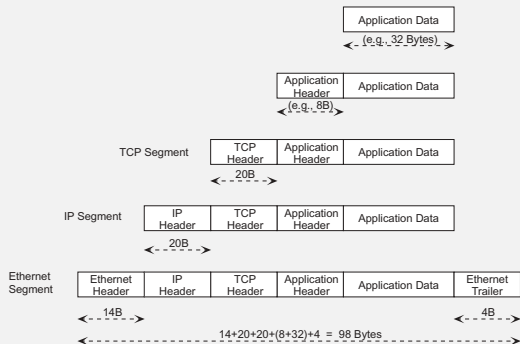 Application Data
(e.g., 32 Bytes)
Application Header
Application Data
(e.g., 8B)
TCP Segment
TCP Header
Application Header
Application Data
20B
IP Segment
IP Header
TCP Header
Application Header
Application Data
20B
Ethernet Segment
Ethernet Header
IP Header
TCP Header
Application Header
Application Data
Ethernet Trailer
14B
4B
14+20+20+(8+32)+4 = 98 Bytes